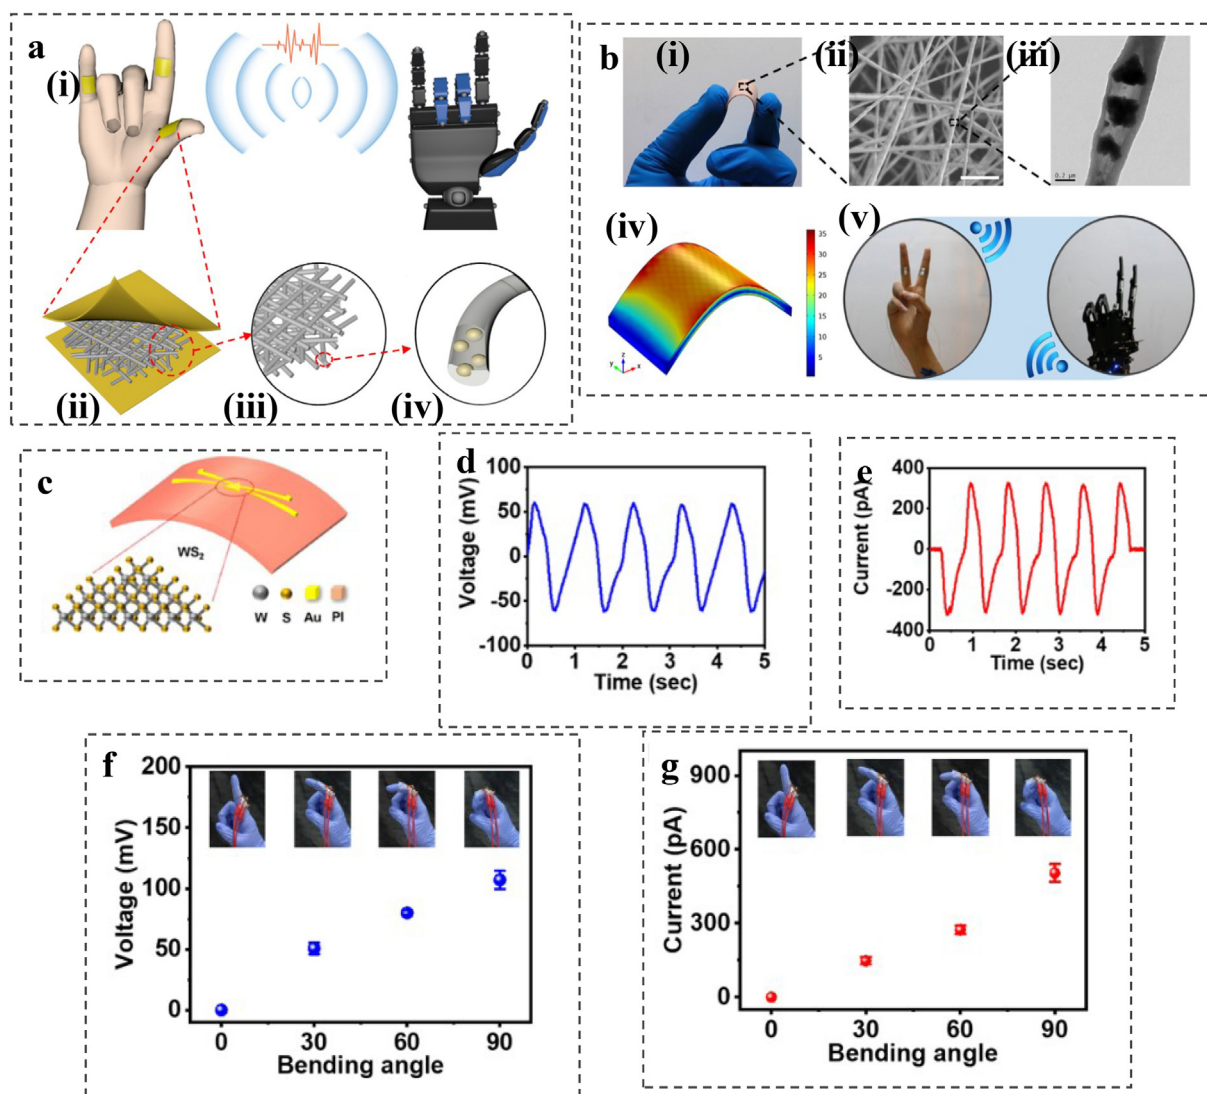 a
(i)
(ii)
(iii)
(iv)
b
(i)
(ii)
(iii)
0.2 μm
(iv)
35
30
25
20
15
10
5
z
y
x
(v)
c
WS2
W S Au PI
d
Voltage (mV)
100
50
0
-50
-100
0 1 2 3 4 5
Time (sec)
e
Current (pA)
400
200
0
-200
-400
0 1 2 3 4 5
Time (sec)
f
Voltage (mV)
200
150
100
50
0
0 30 60 90
Bending angle
g
Current (pA)
900
600
300
0
0 30 60 90
Bending angle